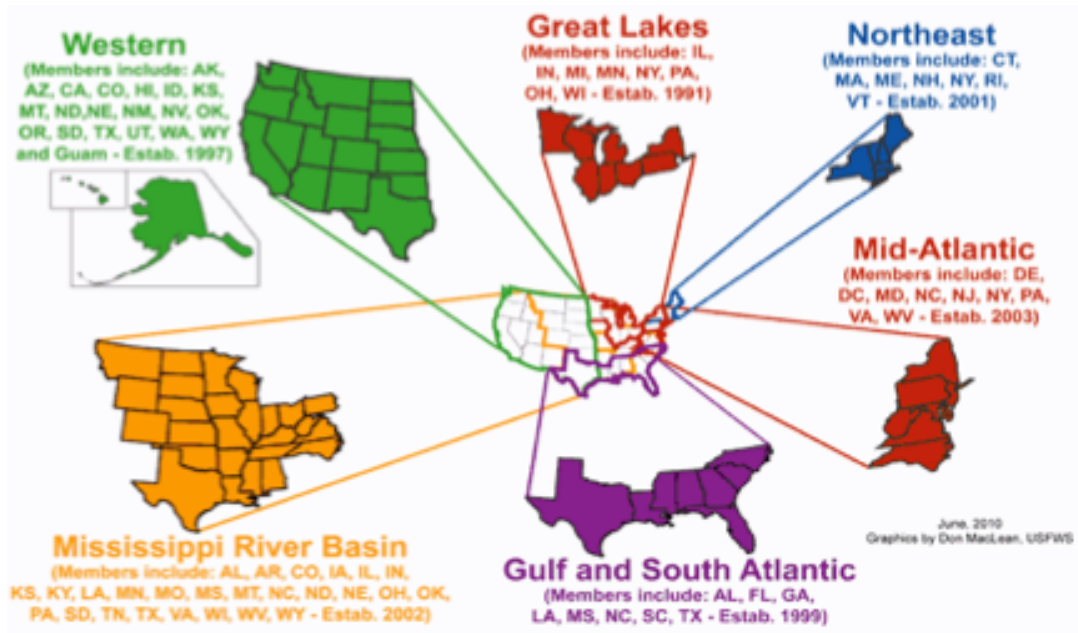 Western
(Members include: AK,
AZ, CA, CO, HI, ID, KS,
MT, ND,NE, NM, NV, OK,
OR, SD, TX, UT, WA, WY
and Guam - Estab. 1997)
Great Lakes
(Members include: IL,
IN, MI, MN, NY, PA,
OH, WI - Estab. 1991)
Northeast
(Members include: CT,
MA, ME, NH, NY, RI,
VT - Estab. 2001)
Mid-Atlantic
(Members include: DE,
DC, MD, NC, NJ, NY, PA,
VA, WV - Estab. 2003)
Mississippi River Basin
(Members include: AL, AR, CO, IA, IL, IN,
KS, KY, LA, MN, MO, MS, MT, NC, ND, NE, OH, OK,
PA, SD, TN, TX, VA, WI, WV, WY - Estab. 2002)
Gulf and South Atlantic
(Members include: AL, FL, GA,
LA, MS, NC, SC, TX - Estab. 1999)
June, 2010
Graphics by Don MacLean, USFWS